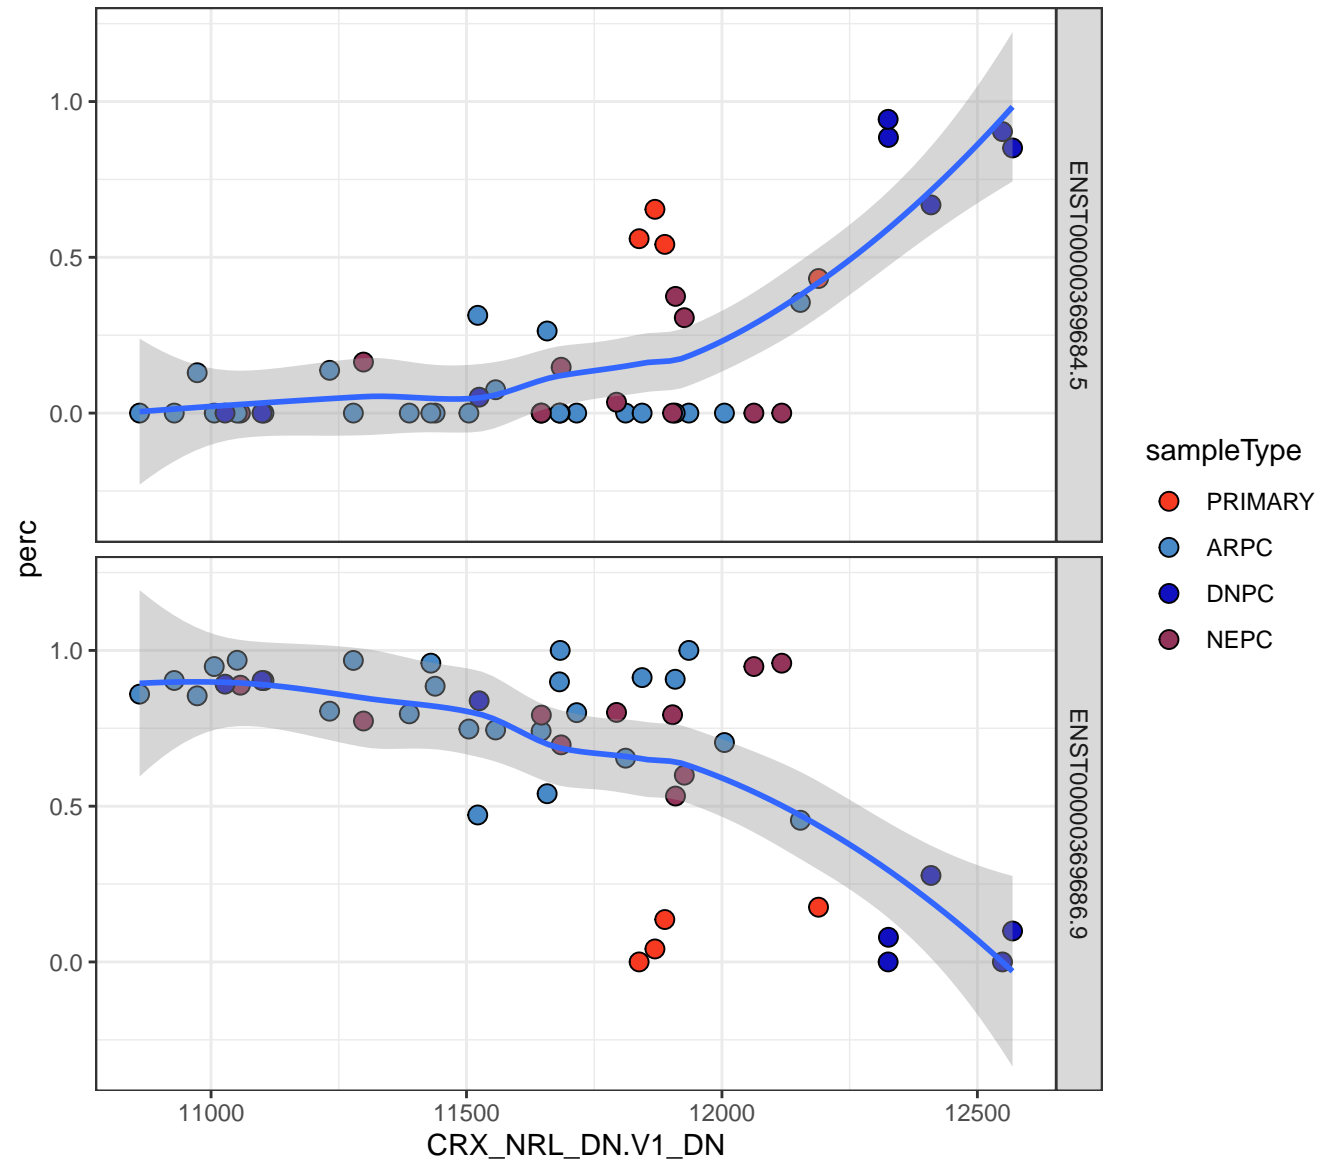 1.0
0.5
0.0
ENST00000369684.5
1.0
0.5
0.0
ENST00000369686.9
perc
11000
11500
12000
12500
CRX_NRL_DN.V1_DN
sampleType
PRIMARY
ARPC
DNPC
NEPC